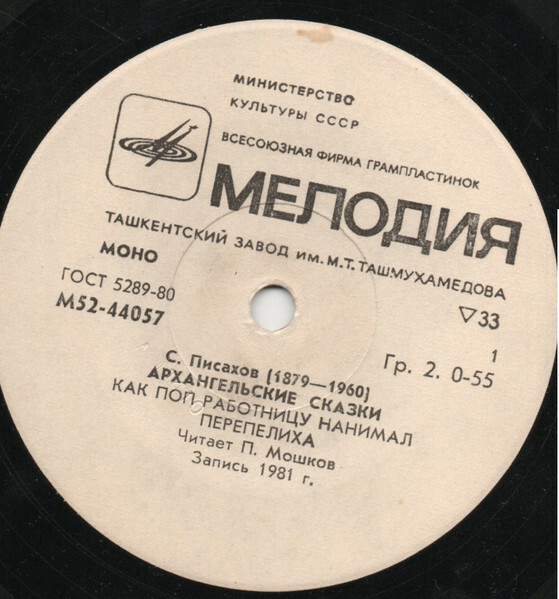 МИНИСТЕРСТВО
КУЛЬТУРЫ СССР
ВСЕСОЮЗНАЯ ФИРМА ГРАМПЛАСТИНОК
МЕЛОДИЯ
ТАШКЕНТСКИЙ ЗАВОД ИМ. М.Т. ТАШМУХАМЕДОВА
МОНО
ГОСТ 5289-80
М52-44057
▽33
1
Гр. 2. 0-55
С. Писахов (1879—1960)
АРХАНГЕЛЬСКИЕ СКАЗКИ
КАК ПОП РАБОТНИЦУ НАНИМАЛ
ПЕРЕПЕЛИХА
Читает П. Мошков
Запись 1981 г.